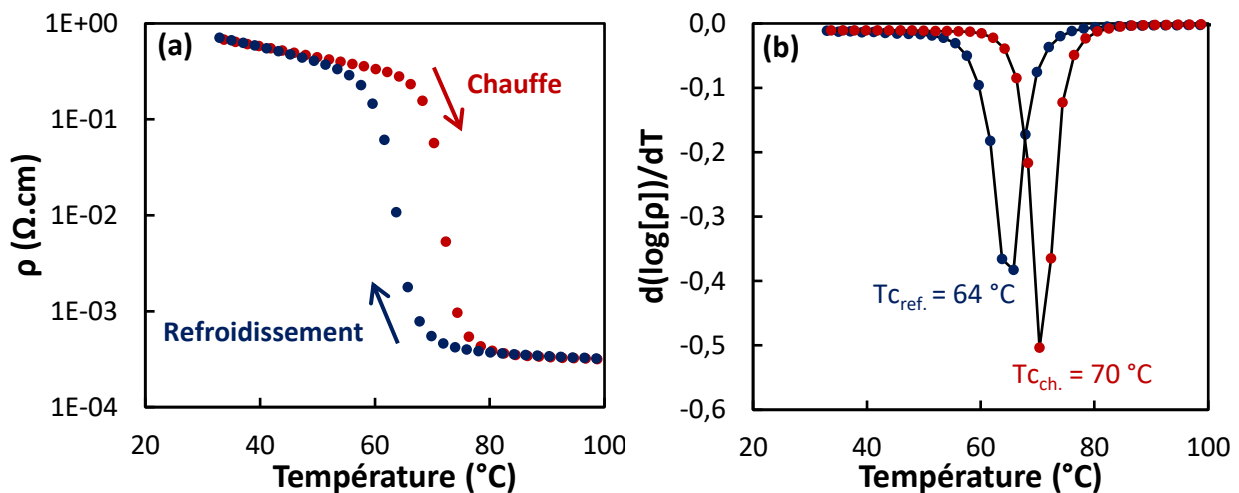 (a)
ρ (Ω.cm)
1E+00
1E-01
1E-02
1E-03
1E-04
Chauffe
Refroidissement
20
40
60
80
100
Température (°C)
(b)
d(log[ρ])/dT
0,0
-0,1
-0,2
-0,3
-0,4
-0,5
-0,6
Tcref. = 64 °C
Tcch. = 70 °C
20
40
60
80
100
Température (°C)